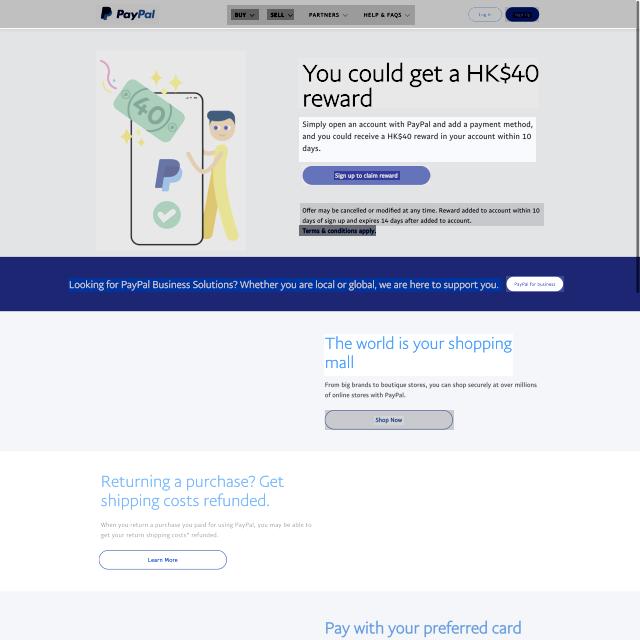 PayPal
BUY
SELL
PARTNERS
HELP & FAQS
Log In
Sign Up
40
You could get a HK$40
reward
Simply open an account with PayPal and add a payment method,
and you could receive a HK$40 reward in your account within 10
days.
Sign up to claim reward
Offer may be cancelled or modified at any time. Reward added to account within 10
days of sign up and expires 14 days after added to account.
Terms & conditions apply.
Looking for PayPal Business Solutions? Whether you are local or global, we are here to support you.
PayPal for business
The world is your shopping
mall
From big brands to boutique stores, you can shop securely at over millions
of online stores with PayPal.
Shop Now
Returning a purchase? Get
shipping costs refunded.
When you return a purchase you paid for using PayPal, you may be able to
get your return shipping costs* refunded.
Learn More
Pay with your preferred card